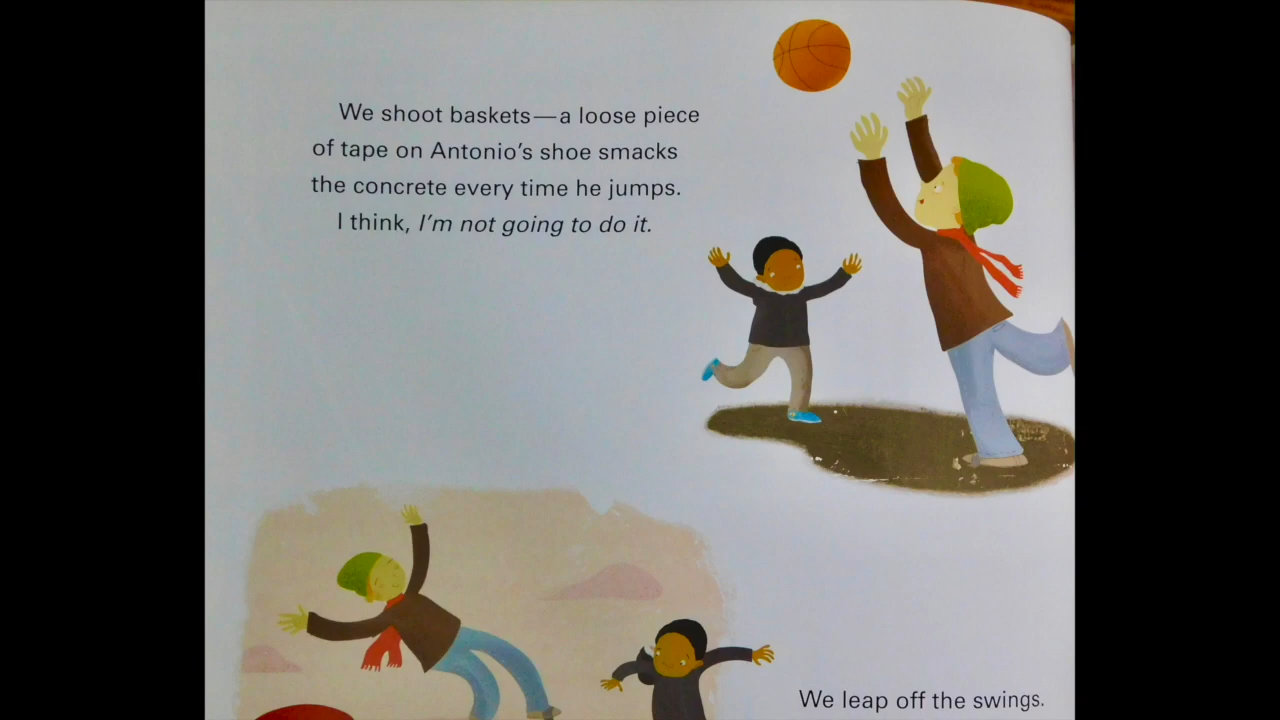 We shoot baskets—a loose piece
of tape on Antonio's shoe smacks
the concrete every time he jumps.
I think, I'm not going to do it.
We leap off the swings.